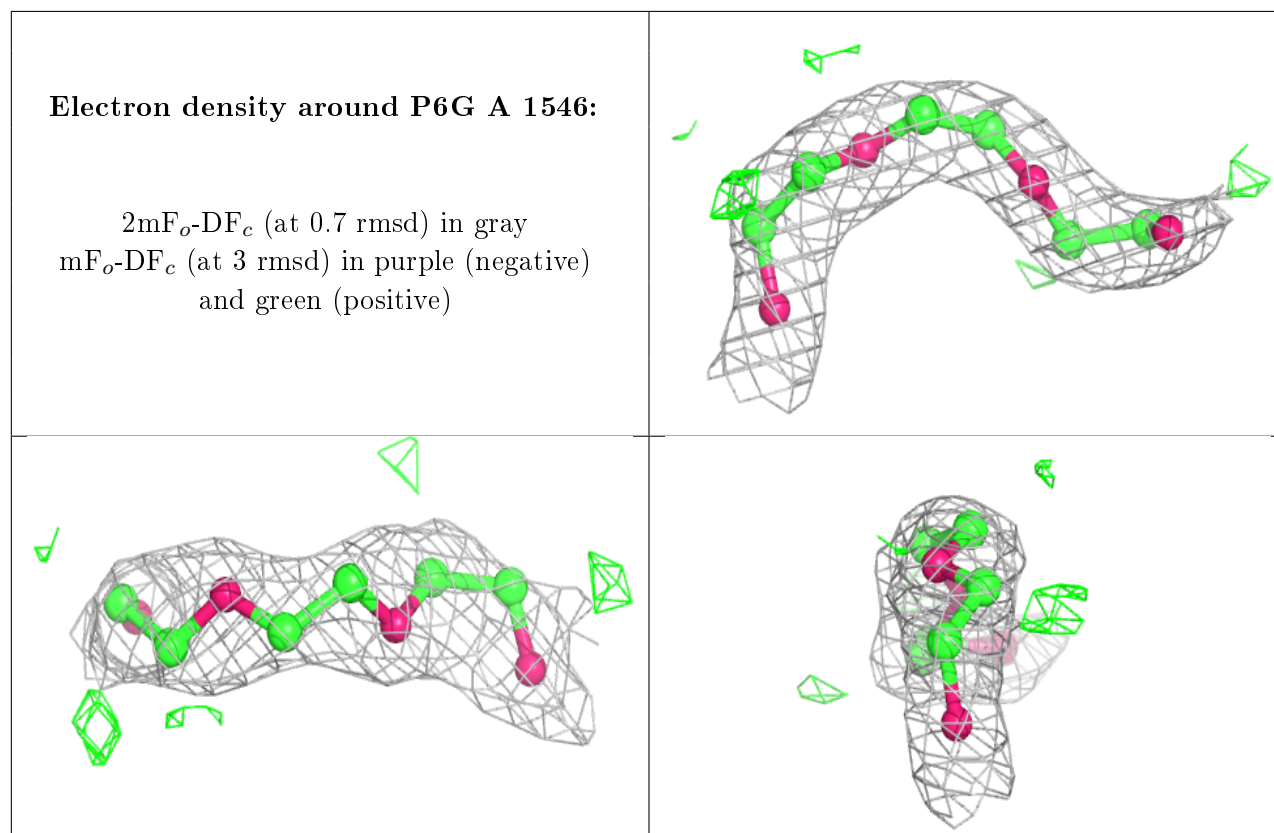 Electron density around P6G A 1546:
2mFo-DFc (at 0.7 rmsd) in gray
mFo-DFc (at 3 rmsd) in purple (negative)
and green (positive)